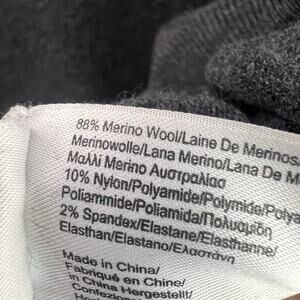 88% Merino Wool/Laine De Merinos
Merinowolle/Lana Merino/Lana De M
Μαλλί Merino Αυστραλίας
10% Nylon/Polyamide/Polymide/Polya
Poliammide/Poliamida/Πολυαμίδη
2% Spandex/Elastane/Elasthanne/
Elasthan/Elastano/Ελαστάνη
Made in China/
Fabriqué en Chine/
in China Hergestellt/